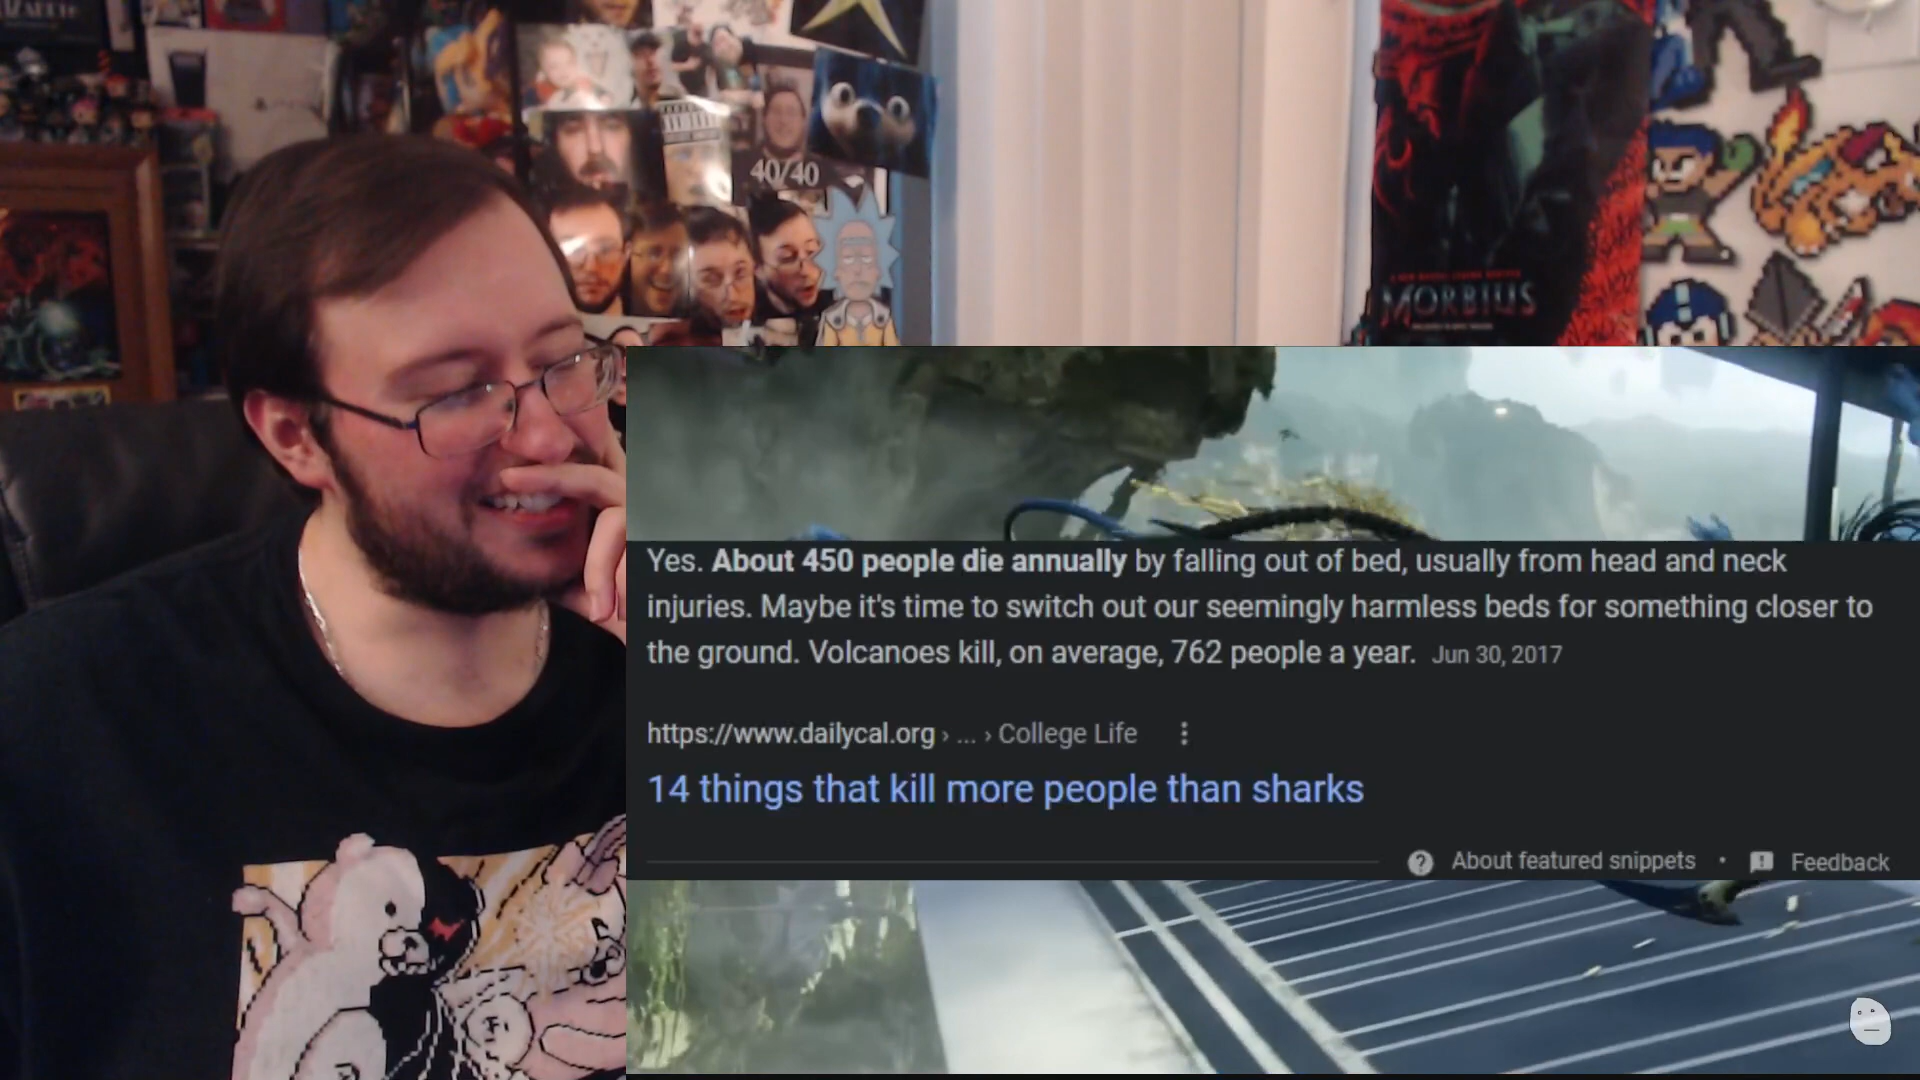 40/40
MORBIUS
Yes. About 450 people die annually by falling out of bed, usually from head and neck
injuries. Maybe it's time to switch out our seemingly harmless beds for something closer to
the ground. Volcanoes kill, on average, 762 people a year. Jun 30, 2017
https://www.dailycal.org › ... › College Life
14 things that kill more people than sharks
About featured snippets • Feedback